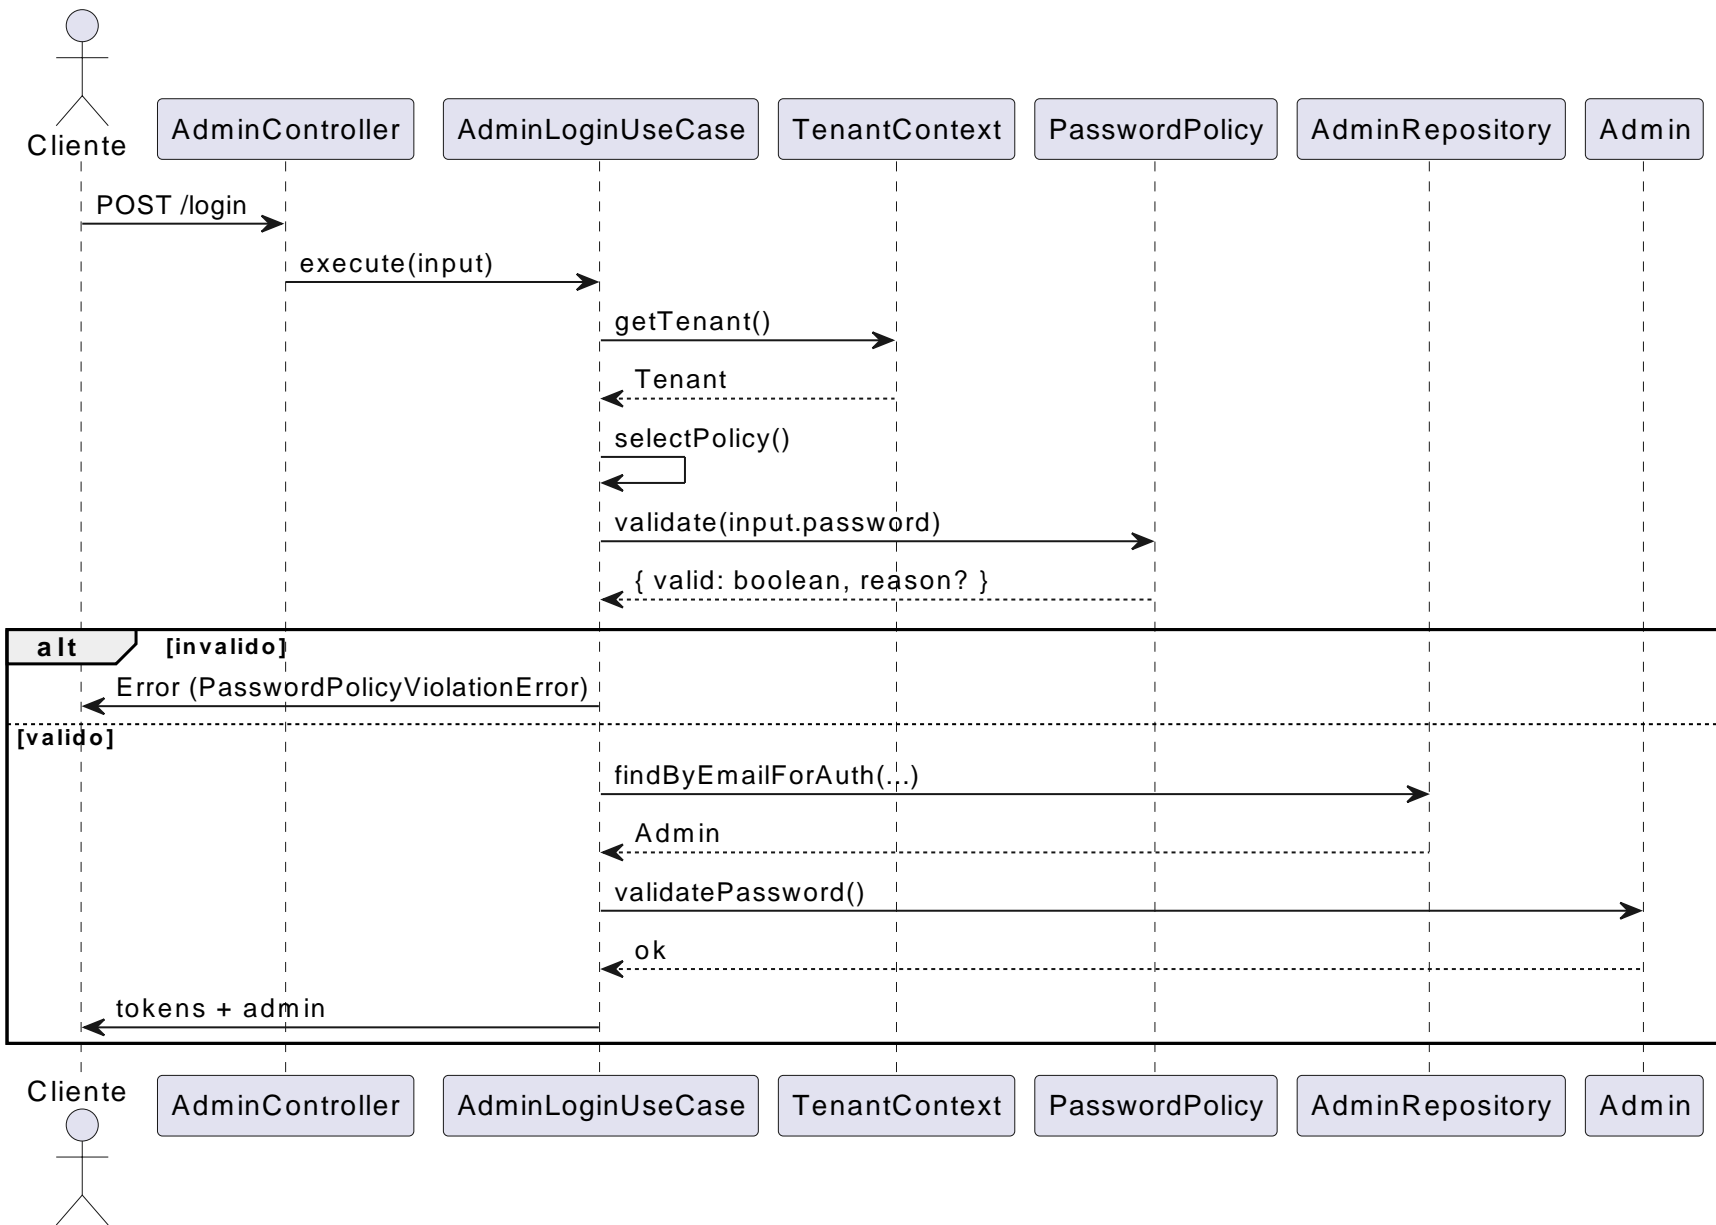 Cliente
AdminController
AdminLoginUseCase
TenantContext
PasswordPolicy
AdminRepository
Admin
POST /login
execute(input)
getTenant()
Tenant
selectPolicy()
validate(input.password)
{ valid: boolean, reason? }
alt [invalido]
Error (PasswordPolicyViolationError)
[valido]
findByEmailForAuth(...)
Admin
validatePassword()
ok
tokens + admin
Cliente
AdminController
AdminLoginUseCase
TenantContext
PasswordPolicy
AdminRepository
Admin